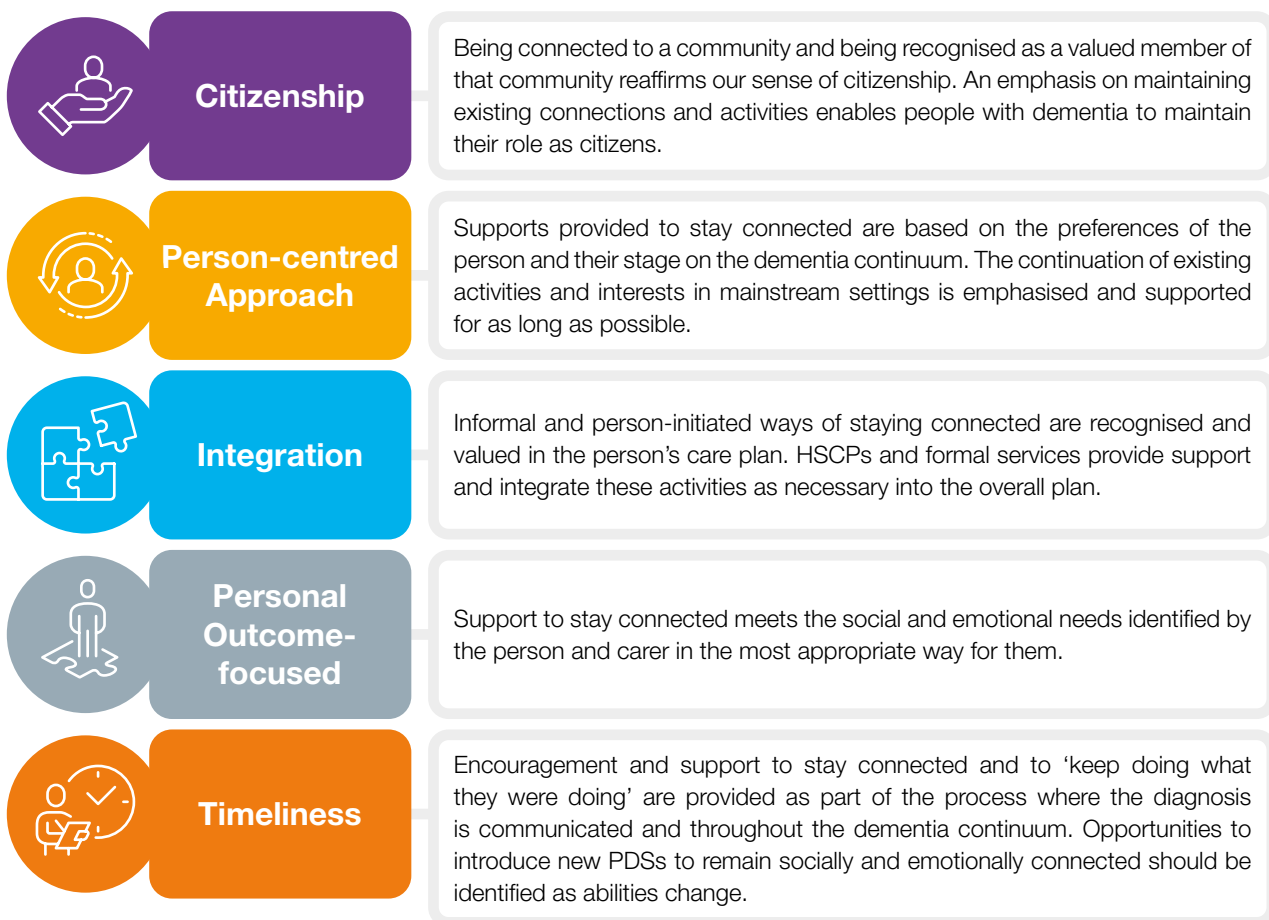 Citizenship
Being connected to a community and being recognised as a valued member of
that community reaffirms our sense of citizenship. An emphasis on maintaining
existing connections and activities enables people with dementia to maintain
their role as citizens.
Person-centred
Approach
Supports provided to stay connected are based on the preferences of the
person and their stage on the dementia continuum. The continuation of existing
activities and interests in mainstream settings is emphasised and supported
for as long as possible.
Integration
Informal and person-initiated ways of staying connected are recognised and
valued in the person’s care plan. HSCPs and formal services provide support
and integrate these activities as necessary into the overall plan.
Personal
Outcome-
focused
Support to stay connected meets the social and emotional needs identified by
the person and carer in the most appropriate way for them.
Timeliness
Encouragement and support to stay connected and to ‘keep doing what
they were doing’ are provided as part of the process where the diagnosis
is communicated and throughout the dementia continuum. Opportunities to
introduce new PDSs to remain socially and emotionally connected should be
identified as abilities change.